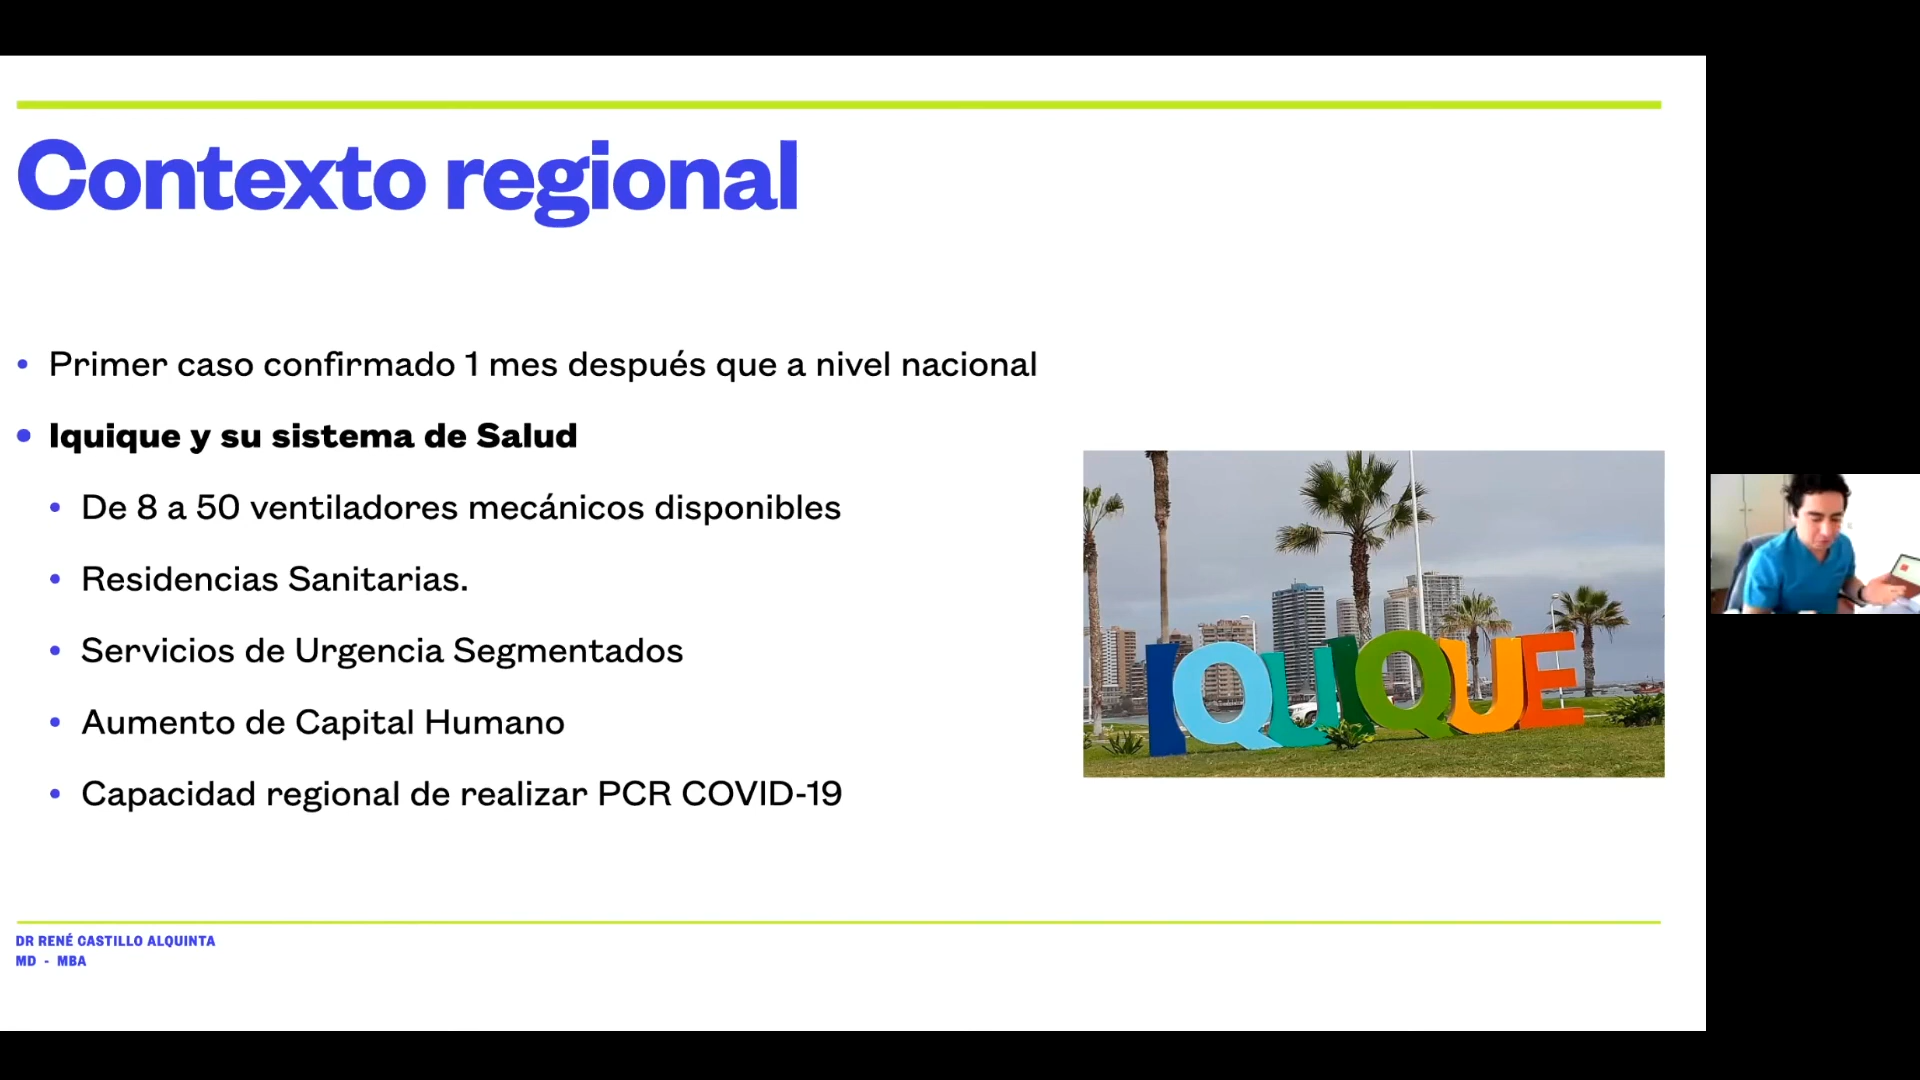 Contexto regional
• Primer caso confirmado 1 mes después que a nivel nacional
• Iquique y su sistema de Salud
• De 8 a 50 ventiladores mecánicos disponibles
• Residencias Sanitarias.
• Servicios de Urgencia Segmentados
• Aumento de Capital Humano
• Capacidad regional de realizar PCR COVID-19
IQUIQUE
DR RENÉ CASTILLO ALQUINTA
MD - MBA